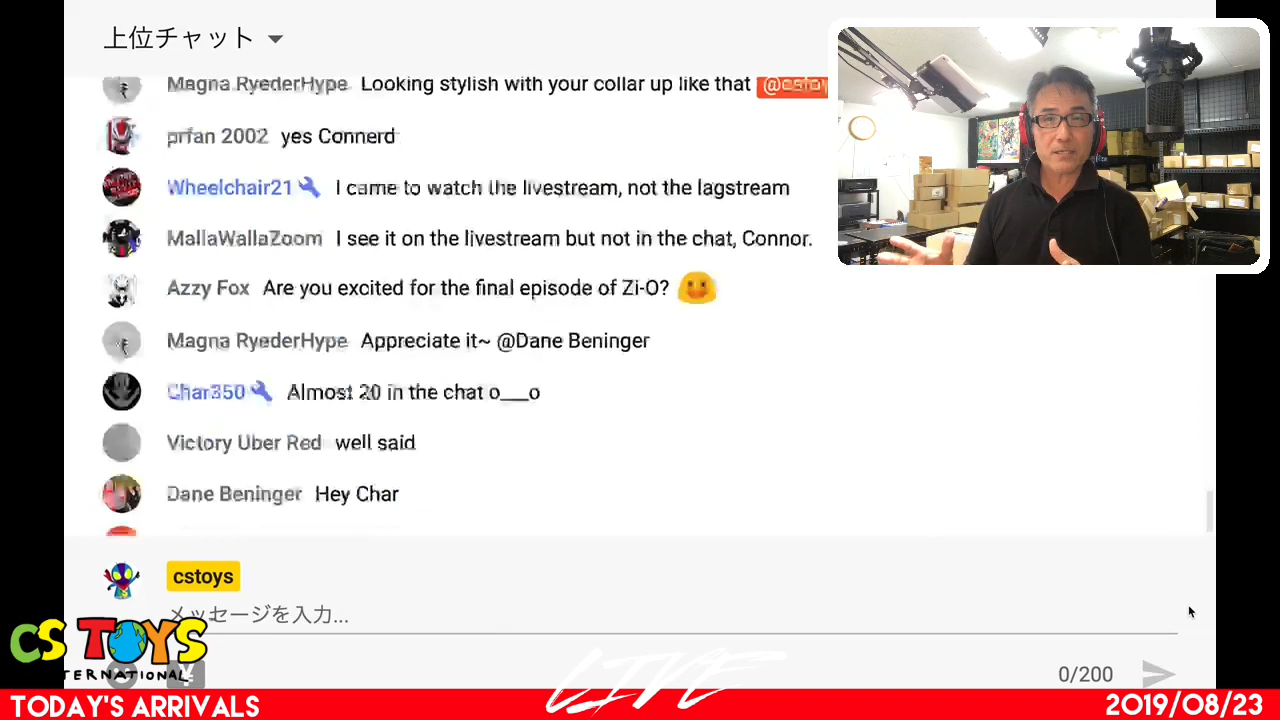 上位チャット
Magna RyederHype Looking stylish with your collar up like that
prfan 2002 yes Connerd
Wheelchair21 I came to watch the livestream, not the lagstream
MallaWallaZoom I see it on the livestream but not in the chat, Connor.
Azzy Fox Are you excited for the final episode of Zi-O?
Magna RyederHype Appreciate it~ @Dane Beninger
Char350 Almost 20 in the chat o___o
Victory Uber Red well said
Dane Beninger Hey Char
cstoys
メッセージを入力...
CS TOYS
TERNATIONAL
LIVE
0/200
TODAY'S ARRIVALS
2019/08/23